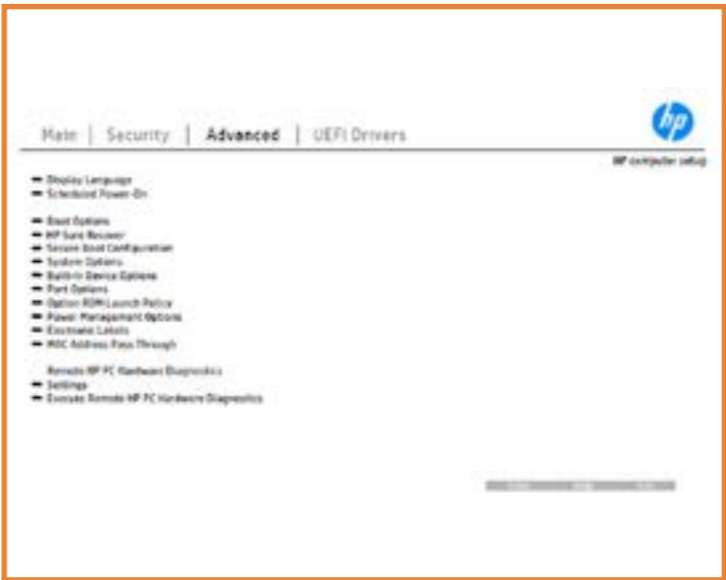 hp
Main | Security | Advanced | UEFI Drivers
HP computer setup
Display Language
Scheduled Power-On
Boot Options
HP Sure Recover
Secure Boot Configuration
System Options
Built-In Device Options
Port Options
Option ROM Launch Policy
Power Management Options
Electronic Labels
MAC Address Pass Through
Remote HP PC Hardware Diagnostics
Settings
Execute Remote HP PC Hardware Diagnostics